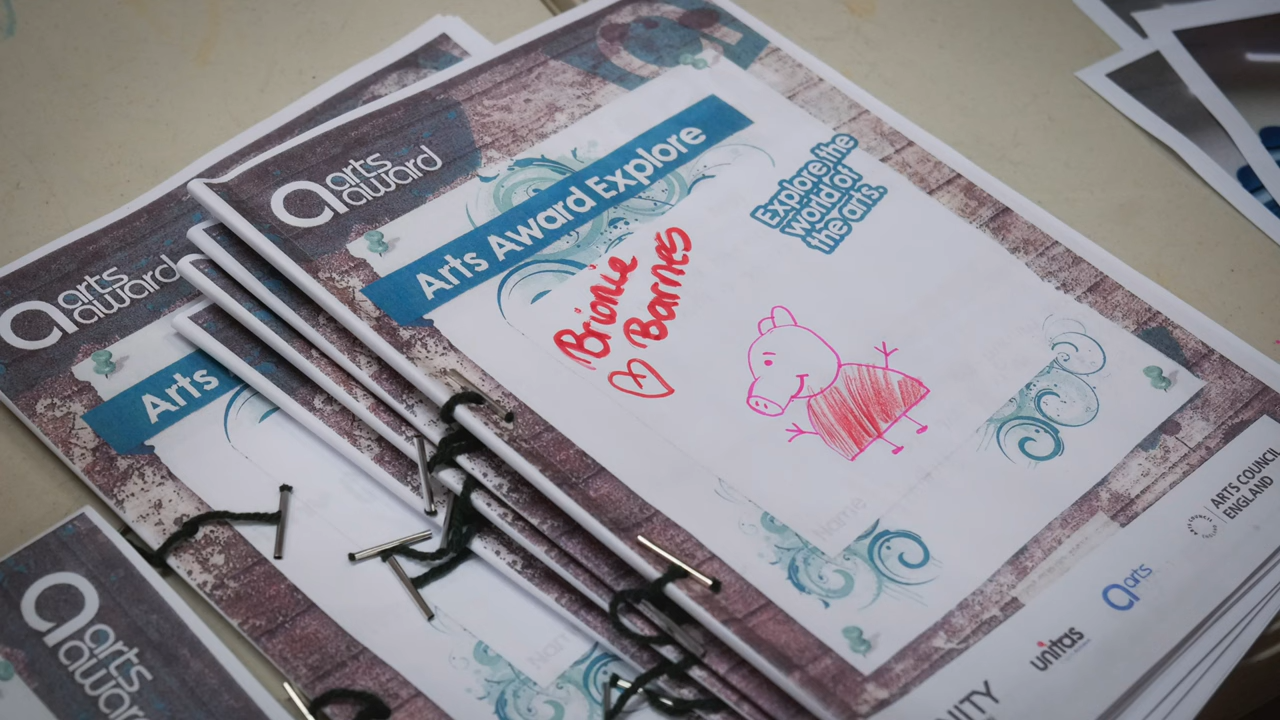 arts
award
Arts Award Explore
Explore the
world of
the arts.
Brionie
Barnes
Name
ARTS COUNCIL
ENGLAND
arts
unitas
NITY
arts
award
Arts
arts
award